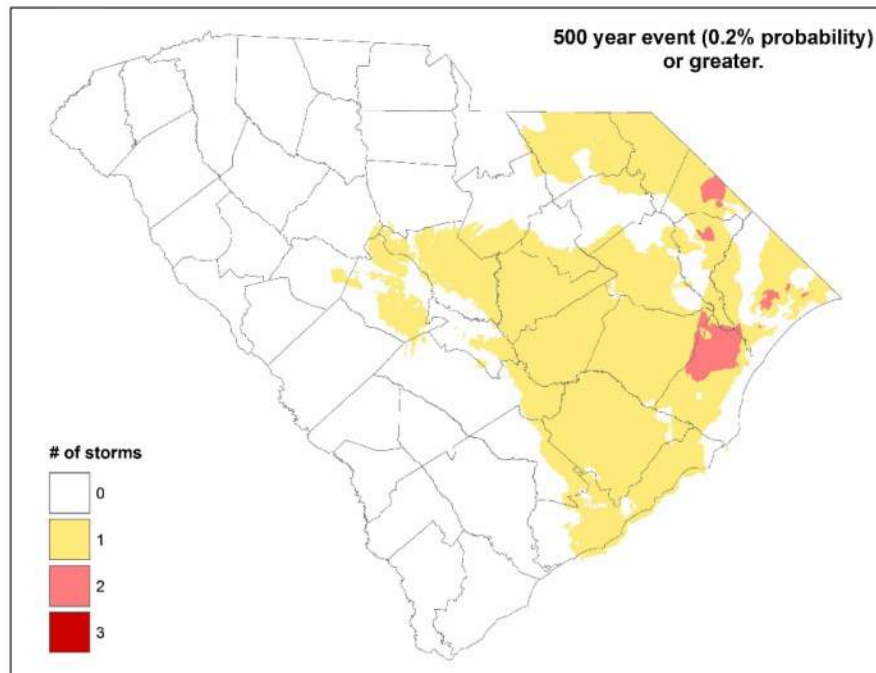 500 year event (0.2% probability)
or greater.
# of storms
0
1
2
3